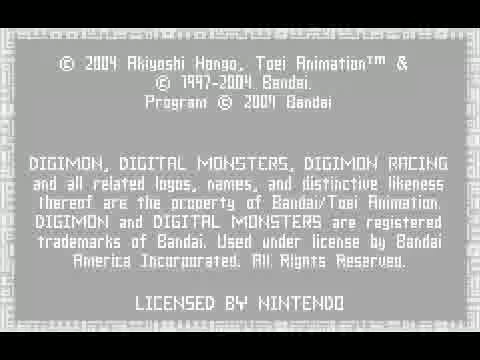 © 2004 Akiyoshi Hongo, Toei Animation™ &
© 1997-2004 Bandai.
Program © 2004 Bandai
DIGIMON, DIGITAL MONSTERS, DIGIMON RACING
and all related logos, names, and distinctive likeness
thereof are the property of Bandai/Toei Animation.
DIGIMON and DIGITAL MONSTERS are registered
trademarks of Bandai. Used under license by Bandai
America Incorporated. All Rights Reserved.
LICENSED BY NINTENDO